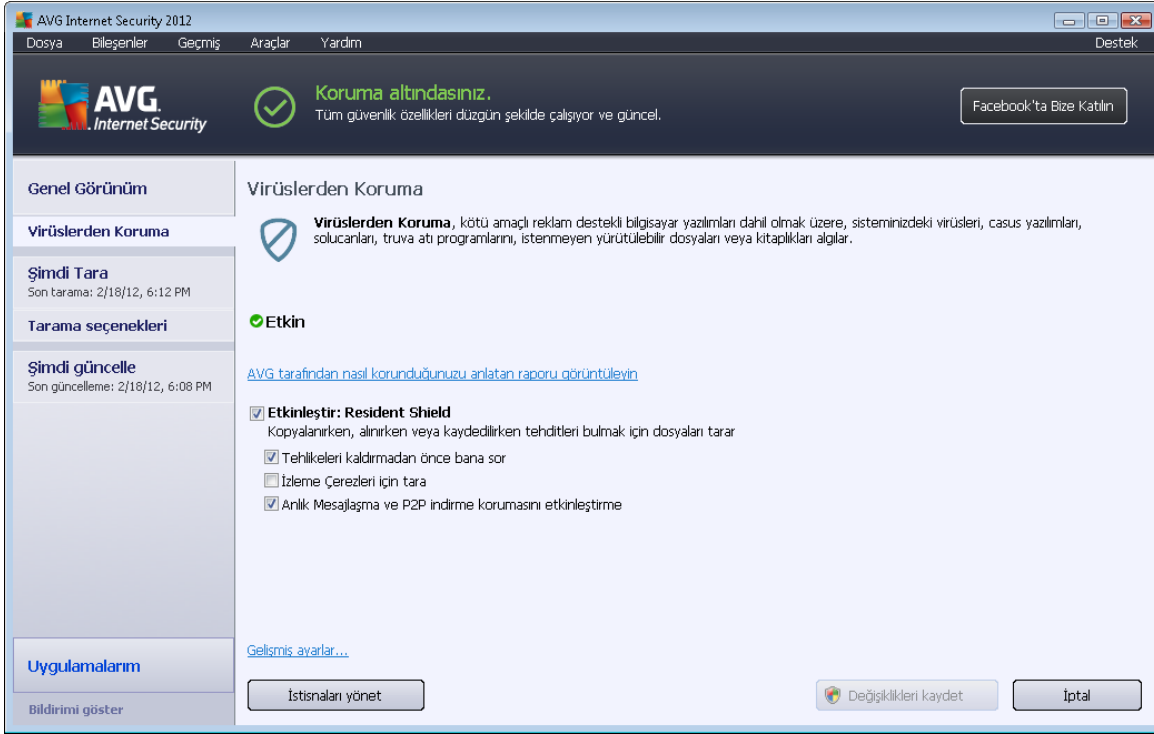 AVG Internet Security 2012
Dosya Bileşenler Geçmiş Araçlar Yardım Destek
AVG.
Internet Security
Koruma altındasınız.
Tüm güvenlik özellikleri düzgün şekilde çalışıyor ve güncel.
Facebook'ta Bize Katılın
Genel Görünüm
Virüslerden Koruma
Şimdi Tara
Son tarama: 2/18/12, 6:12 PM
Tarama seçenekleri
Şimdi güncelle
Son güncelleme: 2/18/12, 6:08 PM
Uygulamalarım
Bildirimi göster
Virüslerden Koruma
Virüslerden Koruma, kötü amaçlı reklam destekli bilgisayar yazılımları dahil olmak üzere, sisteminizdeki virüsleri, casus yazılımları,
solucanları, truva atı programlarını, istenmeyen yürütülebilir dosyaları veya kitaplıkları algılar.
Etkin
AVG tarafından nasıl korunduğunuzu anlatan raporu görüntüleyin
Etkinleştir: Resident Shield
Kopyalanırken, alınırken veya kaydedilirken tehditleri bulmak için dosyaları tarar
Tehlikeleri kaldırmadan önce bana sor
İzleme Çerezleri için tara
Anlık Mesajlaşma ve P2P indirme korumasını etkinleştirme
Gelişmiş ayarlar...
İstisnaları yönet
Değişiklikleri kaydet
İptal